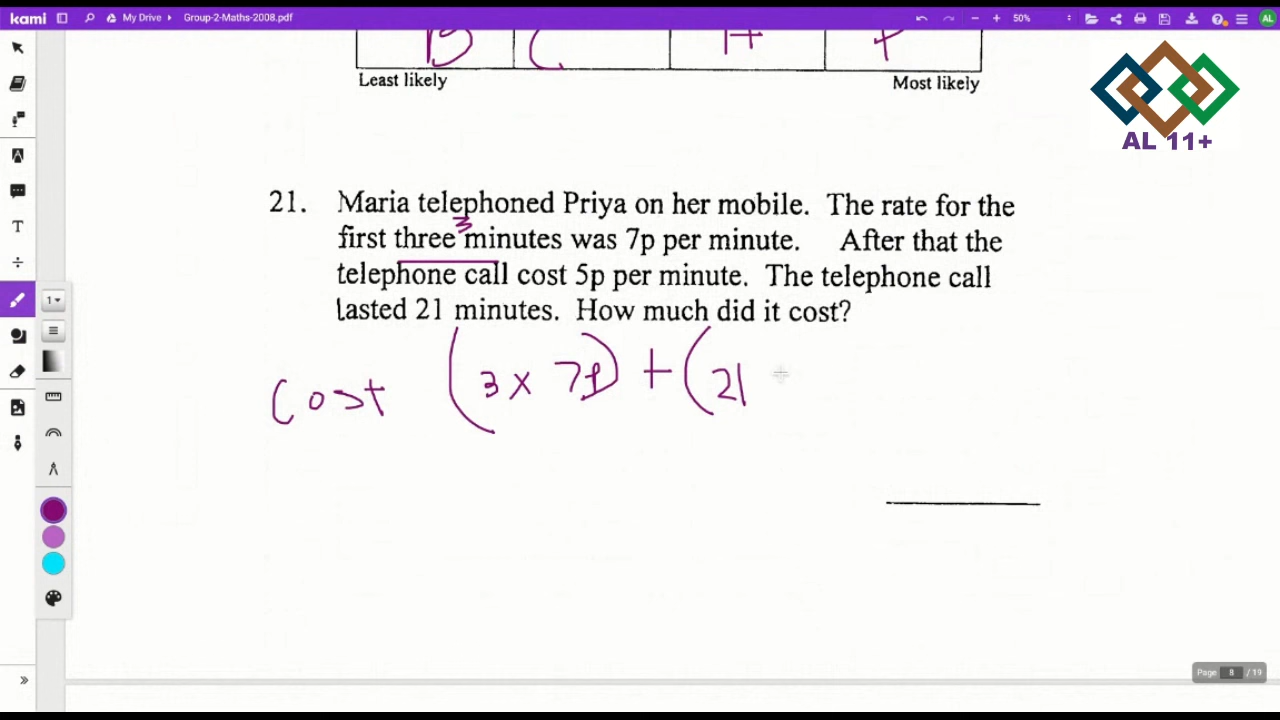 kami My Drive Group-2-Maths-2008.pdf 50% AL
B C H P
Least likely Most likely
AL 11+
21. Maria telephoned Priya on her mobile. The rate for the
3
first three minutes was 7p per minute. After that the
telephone call cost 5p per minute. The telephone call
lasted 21 minutes. How much did it cost?
Cost (3 x 7p) + (21
1
T
Page 8 / 19